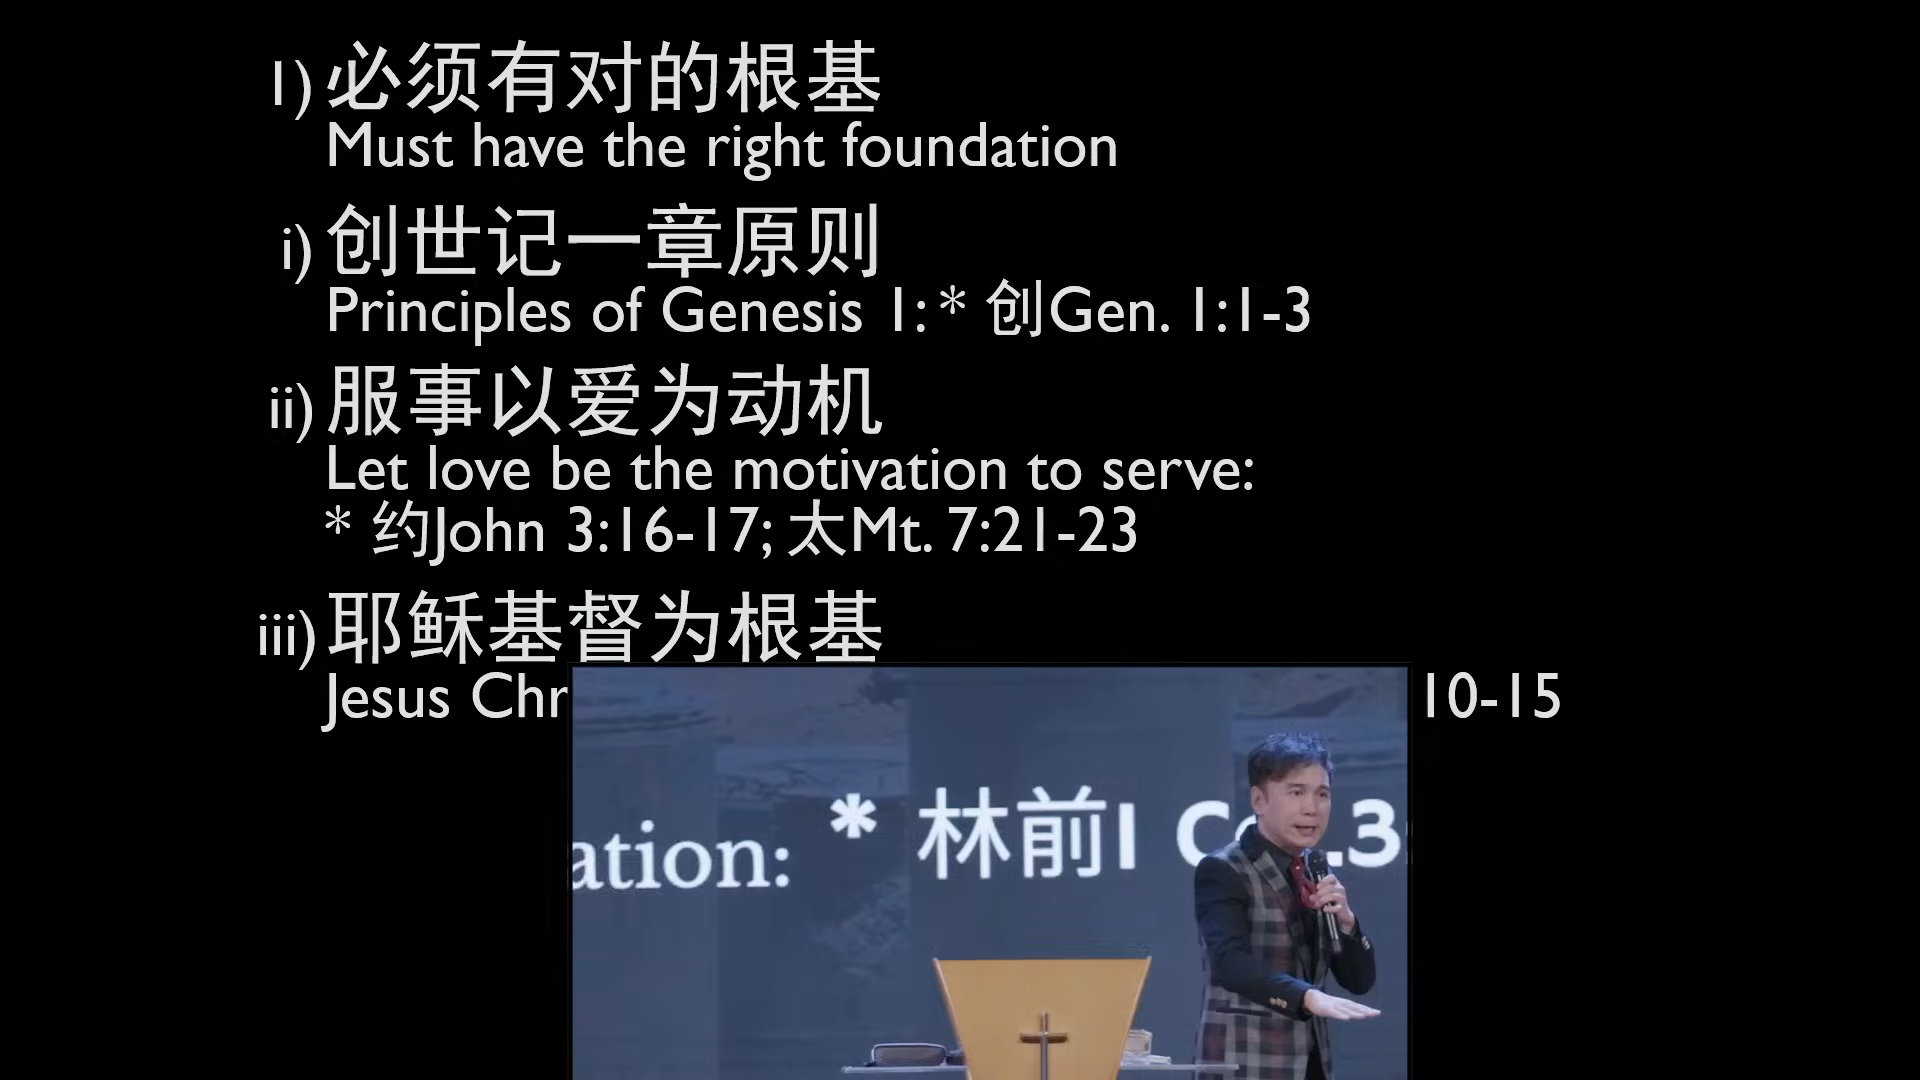 1) 必须有对的根基
Must have the right foundation
i) 创世记一章原则
Principles of Genesis 1: * 创Gen. 1:1-3
ii) 服事以爱为动机
Let love be the motivation to serve:
* 约John 3:16-17; 太Mt. 7:21-23
iii) 耶稣基督为根基
Jesus Chr 10-15
ation: * 林前I C .3